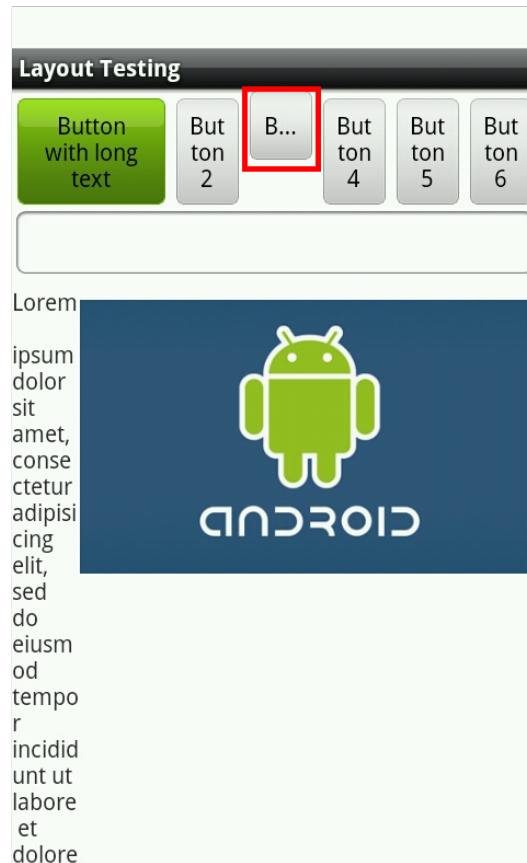 Layout Testing
Button
with long
text
But
ton
2
B...
But
ton
4
But
ton
5
But
ton
6
Lorem
ipsum
dolor
sit
amet,
conse
ctetur
adipisi
cing
elit,
sed
do
eiusm
od
tempo
r
incidid
unt ut
labore
et
dolore
ANDROID